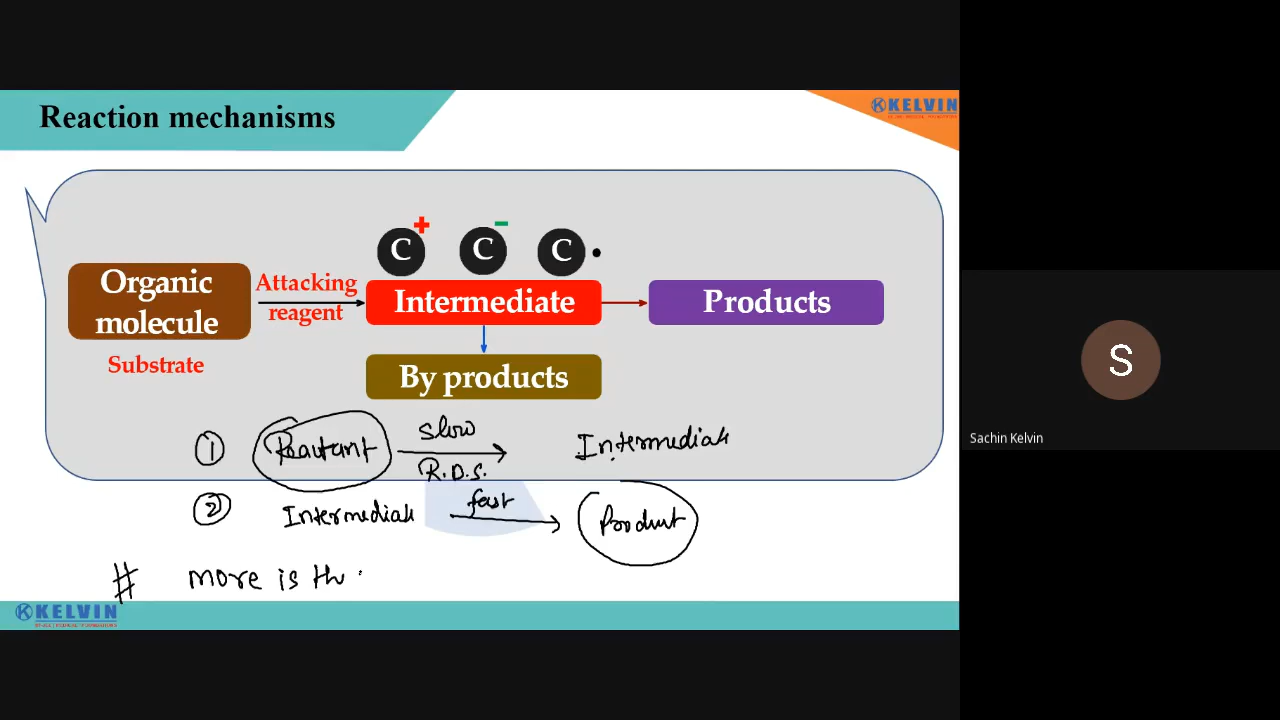 Reaction mechanisms
KELVIN
C + C - C •
Organic molecule
Attacking reagent
Intermediate
Products
Substrate
By products
① Reactant slow R.D.S. Intermediate
② Intermediate fast Product
# more is the
KELVIN
S
Sachin Kelvin